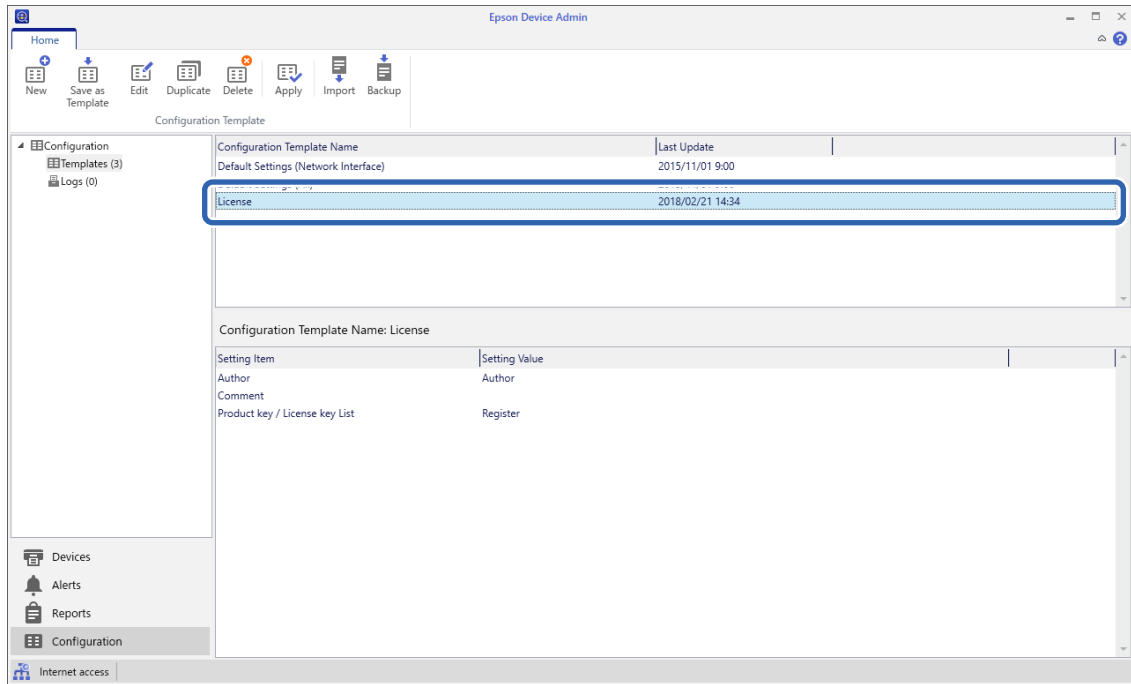 Epson Device Admin
Home
New
Save as
Template
Edit
Duplicate
Delete
Apply
Import
Backup
Configuration Template
Configuration
Templates (3)
Logs (0)
Configuration Template Name Last Update
Default Settings (Network Interface) 2015/11/01 9:00
License 2018/02/21 14:34
Configuration Template Name: License
Setting Item Setting Value
Author Author
Comment
Product key / License key List Register
Devices
Alerts
Reports
Configuration
Internet access